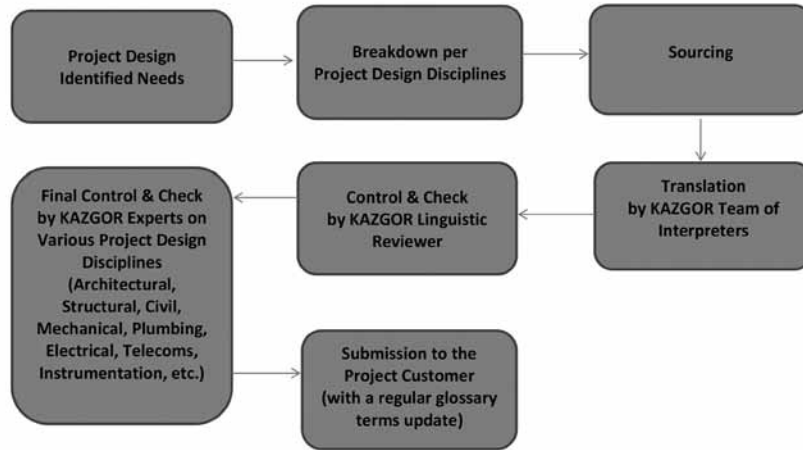 Project Design
Identified Needs
Breakdown per
Project Design Disciplines
Sourcing
Translation
by KAZGOR Team of
Interpreters
Control & Check
by KAZGOR Linguistic
Reviewer
Final Control & Check
by KAZGOR Experts on
Various Project Design
Disciplines
(Architectural,
Structural, Civil,
Mechanical, Plumbing,
Electrical, Telecoms,
Instrumentation, etc.)
Submission to the
Project Customer
(with a regular glossary
terms update)